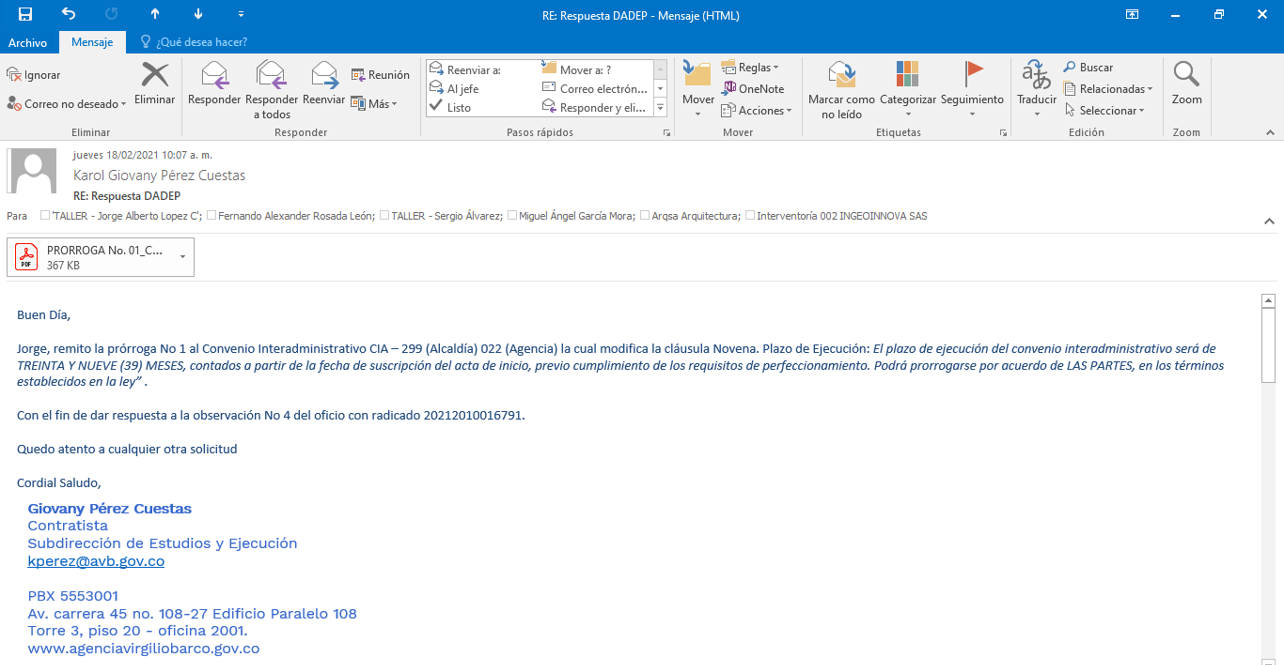 RE: Respuesta DADEP - Mensaje (HTML)
Archivo Mensaje ¿Qué desea hacer?
Ignorar
Correo no deseado
Eliminar
Eliminar
Responder
Responder a todos
Reenviar
Reunión
Más
Responder
Reenviar a:
Al jefe
Listo
Mover a: ?
Correo electrón...
Responder y eli...
Pasos rápidos
Mover
Reglas
OneNote
Acciones
Mover
Marcar como no leído
Categorizar
Seguimiento
Etiquetas
Traducir
Buscar
Relacionadas
Seleccionar
Edición
Zoom
Zoom
jueves 18/02/2021 10:07 a. m.
Karol Giovany Pérez Cuestas
RE: Respuesta DADEP
Para 'TALLER - Jorge Alberto Lopez C'; Fernando Alexander Rosada León; TALLER - Sergio Álvarez; Miguel Ángel García Mora; Arqsa Arquitectura; Interventoría 002 INGEOINNOVA SAS
PRORROGA No. 01_C...
367 KB
PDF
Buen Día,
Jorge, remito la prórroga No 1 al Convenio Interadministrativo CIA – 299 (Alcaldía) 022 (Agencia) la cual modifica la cláusula Novena. Plazo de Ejecución: El plazo de ejecución del convenio interadministrativo será de
TREINTA Y NUEVE (39) MESES, contados a partir de la fecha de suscripción del acta de inicio, previo cumplimiento de los requisitos de perfeccionamiento. Podrá prorrogarse por acuerdo de LAS PARTES, en los términos
establecidos en la ley” .
Con el fin de dar respuesta a la observación No 4 del oficio con radicado 20212010016791.
Quedo atento a cualquier otra solicitud
Cordial Saludo,
Giovany Pérez Cuestas
Contratista
Subdirección de Estudios y Ejecución
kperez@avb.gov.co
PBX 5553001
Av. carrera 45 no. 108-27 Edificio Paralelo 108
Torre 3, piso 20 - oficina 2001.
www.agenciavirgiliobarco.gov.co